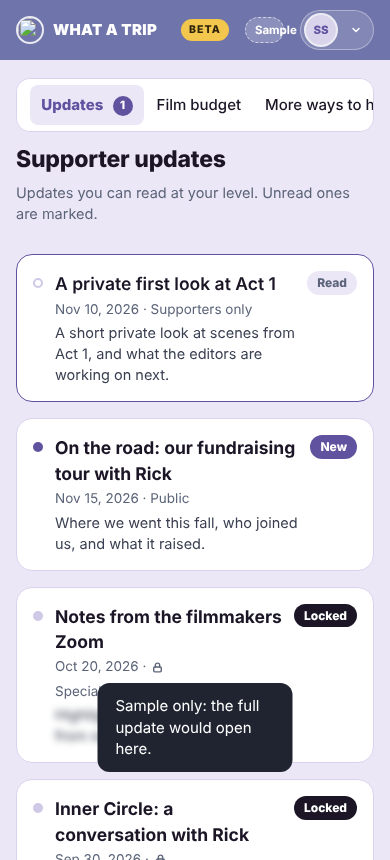 WHAT A TRIP BETA Sample SS
Updates 1 Film budget More ways to h
Supporter updates
Updates you can read at your level. Unread ones
are marked.
A private first look at Act 1 Read
Nov 10, 2026 · Supporters only
A short private look at scenes from
Act 1, and what the editors are
working on next.
On the road: our fundraising New
tour with Rick
Nov 15, 2026 · Public
Where we went this fall, who joined
us, and what it raised.
Notes from the filmmakers Locked
Zoom
Oct 20, 2026 ·
Specia
Sample only: the full
update would open
here.
Inner Circle: a Locked
conversation with Rick
Sep 30, 2026 ·